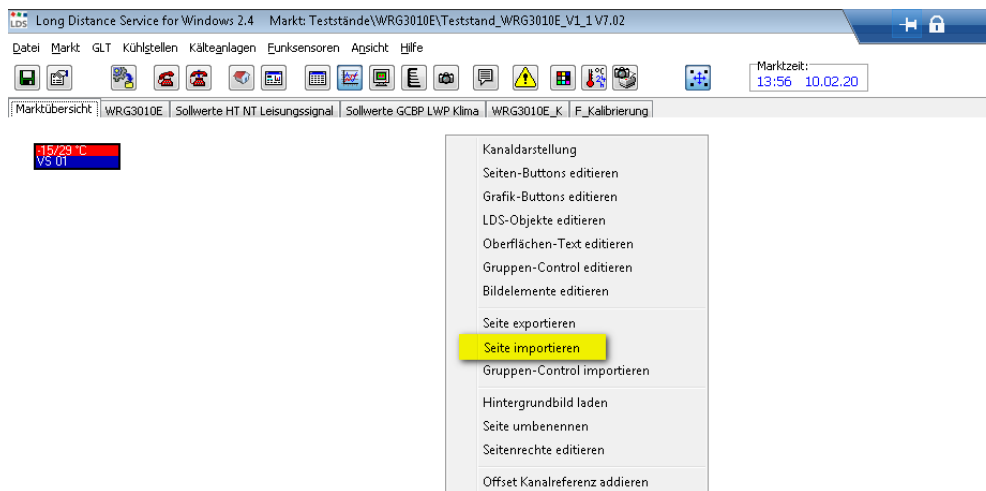 LDS Long Distance Service for Windows 2.4 Markt: Teststände\WRG3010E\Teststand_WRG3010E_V1_1 V7.02
Datei Markt GLT Kühlstellen Kälteanlagen Funksensoren Ansicht Hilfe
Marktzeit:
13:56 10.02.20
Marktübersicht WRG3010E Sollwerte HT NT Leisungssignal Sollwerte GCBP LWP Klima WRG3010E_K F_Kalibrierung
-15/29 °C
VS 01
Kanaldarstellung
Seiten-Buttons editieren
Grafik-Buttons editieren
LDS-Objekte editieren
Oberflächen-Text editieren
Gruppen-Control editieren
Bildelemente editieren
Seite exportieren
Seite importieren
Gruppen-Control importieren
Hintergrundbild laden
Seite umbenennen
Seitenrechte editieren
Offset Kanalreferenz addieren